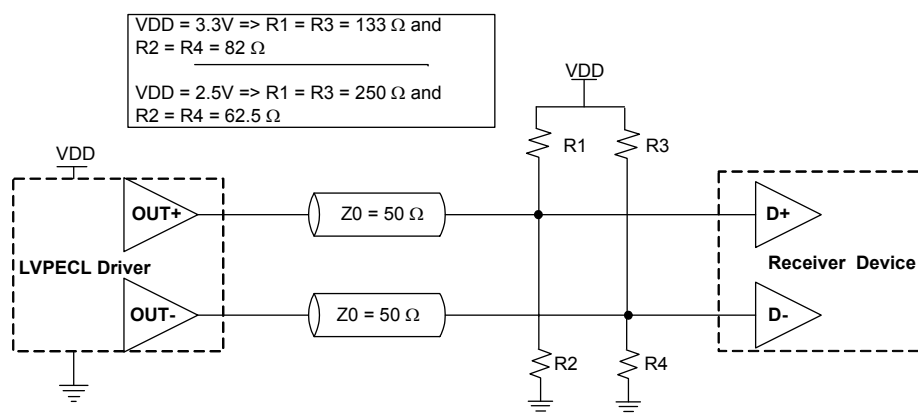 VDD = 3.3V => R1 = R3 = 133 Ω and
R2 = R4 = 82 Ω
VDD = 2.5V => R1 = R3 = 250 Ω and
R2 = R4 = 62.5 Ω
VDD
VDD
R1
R3
OUT+
Z0 = 50 Ω
D+
LVPECL Driver
Receiver Device
OUT-
Z0 = 50 Ω
D-
R2
R4